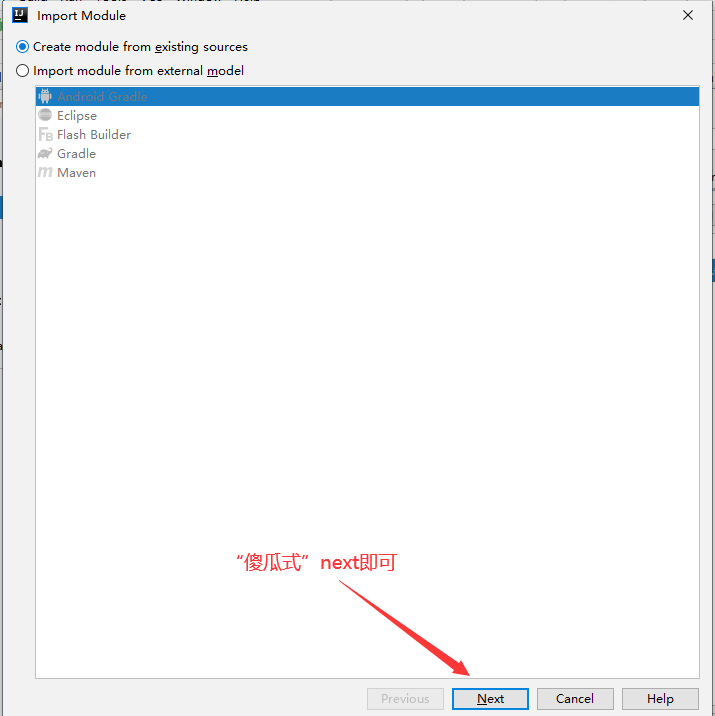 Import Module
Create module from existing sources
Import module from external model
Android Gradle
Eclipse
Flash Builder
Gradle
Maven
“傻瓜式”next即可
Previous
Next
Cancel
Help